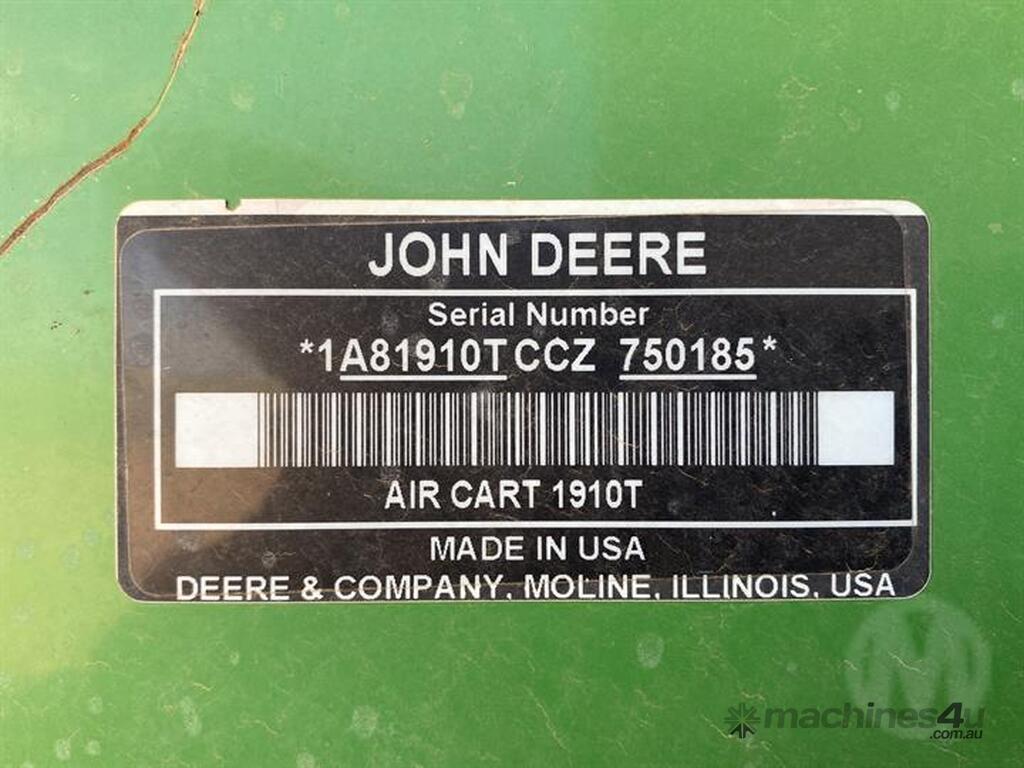 JOHN DEERE
Serial Number
*1A81910TCCZ 750185*
AIR CART 1910T
MADE IN USA
DEERE & COMPANY, MOLINE, ILLINOIS, USA
M
machines4u
.com.au